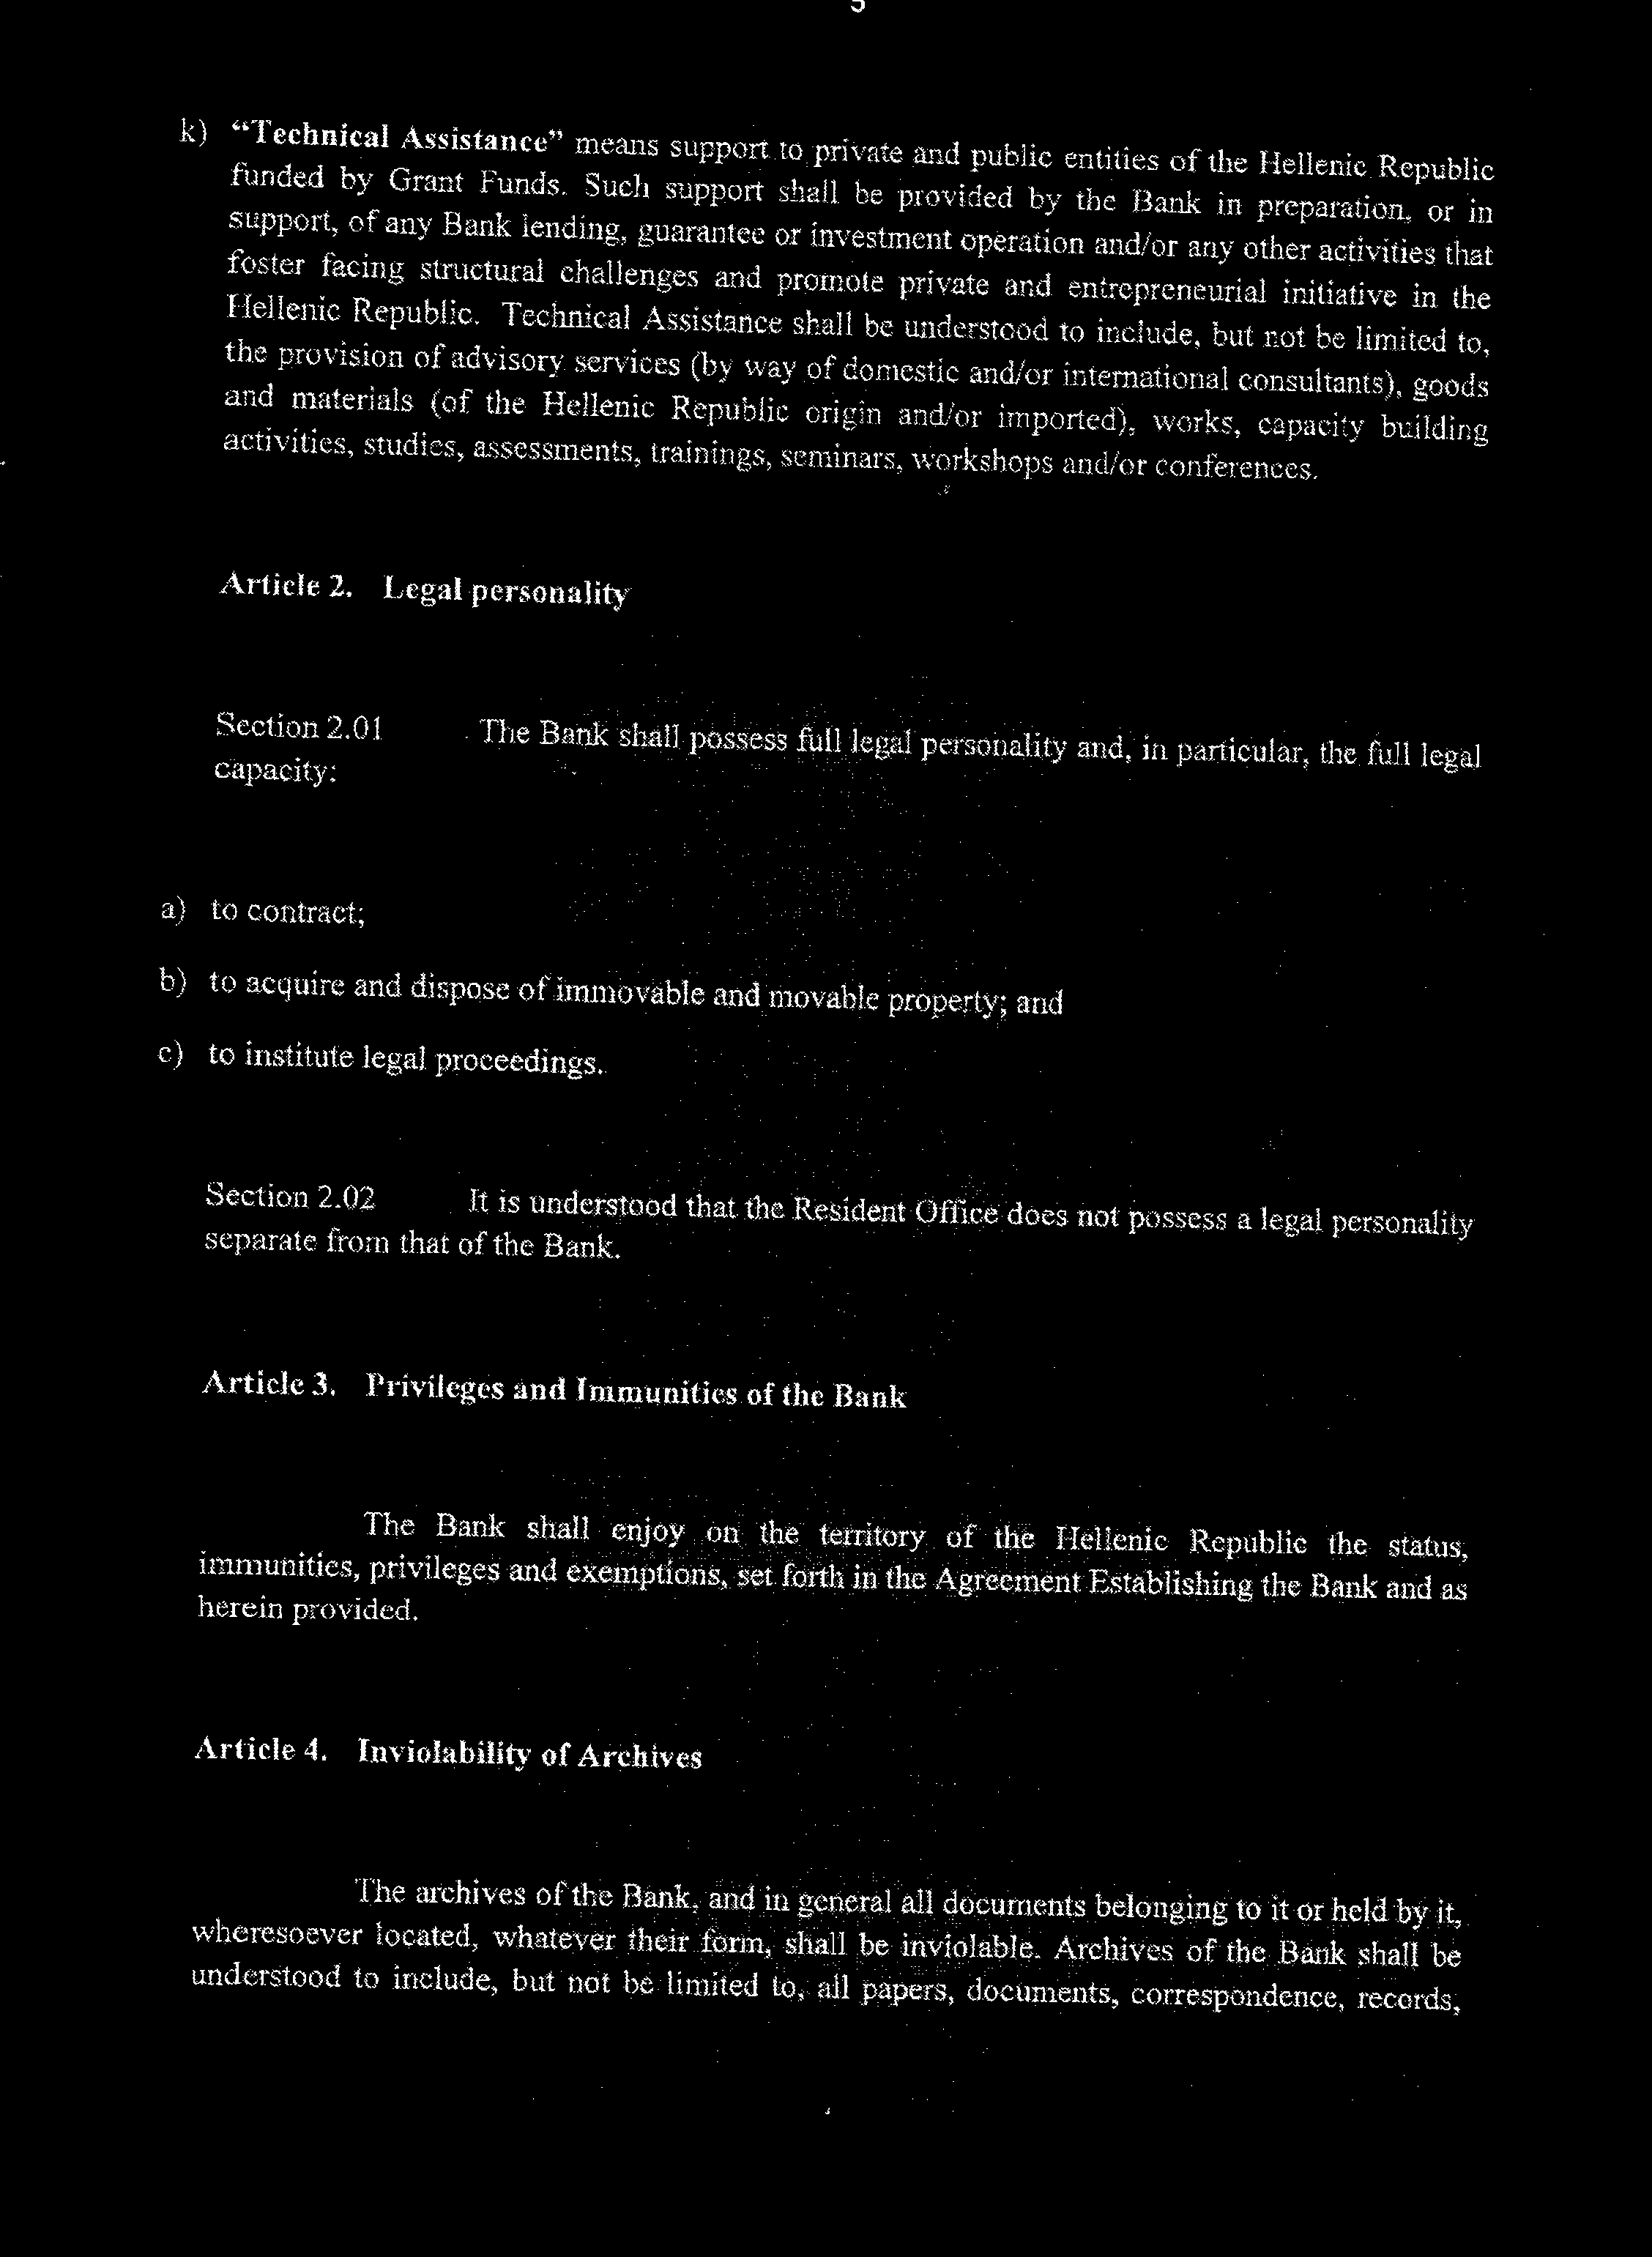 k) “Technical Assistance” means support to private and public entities of the Hellenic Republic
funded by Grant Funds. Such support shall be provided by the Bank in preparation, or in
support, of any Bank lending, guarantee or investment operation and/or any other activities that
foster facing structural challenges and promote private and entrepreneurial initiative in the
Hellenic Republic. Technical Assistance shall be understood to include, but not be limited to,
the provision of advisory services (by way of domestic and/or international consultants), goods
and materials (of the Hellenic Republic origin and/or imported), works, capacity building
activities, studies, assessments, trainings, seminars, workshops and/or conferences.
Article 2. Legal personality
Section 2.01 The Bank shall possess full legal personality and, in particular, the full legal
capacity:
a) to contract;
b) to acquire and dispose of immovable and movable property; and
c) to institute legal proceedings.
Section 2.02 It is understood that the Resident Office does not possess a legal personality
separate from that of the Bank.
Article 3. Privileges and Immunities of the Bank
The Bank shall enjoy on the territory of the Hellenic Republic the status,
immunities, privileges and exemptions, set forth in the Agreement Establishing the Bank and as
herein provided.
Article 4. Inviolability of Archives
The archives of the Bank, and in general all documents belonging to it or held by it,
wheresoever located, whatever their form, shall be inviolable. Archives of the Bank shall be
understood to include, but not be limited to, all papers, documents, correspondence, records,